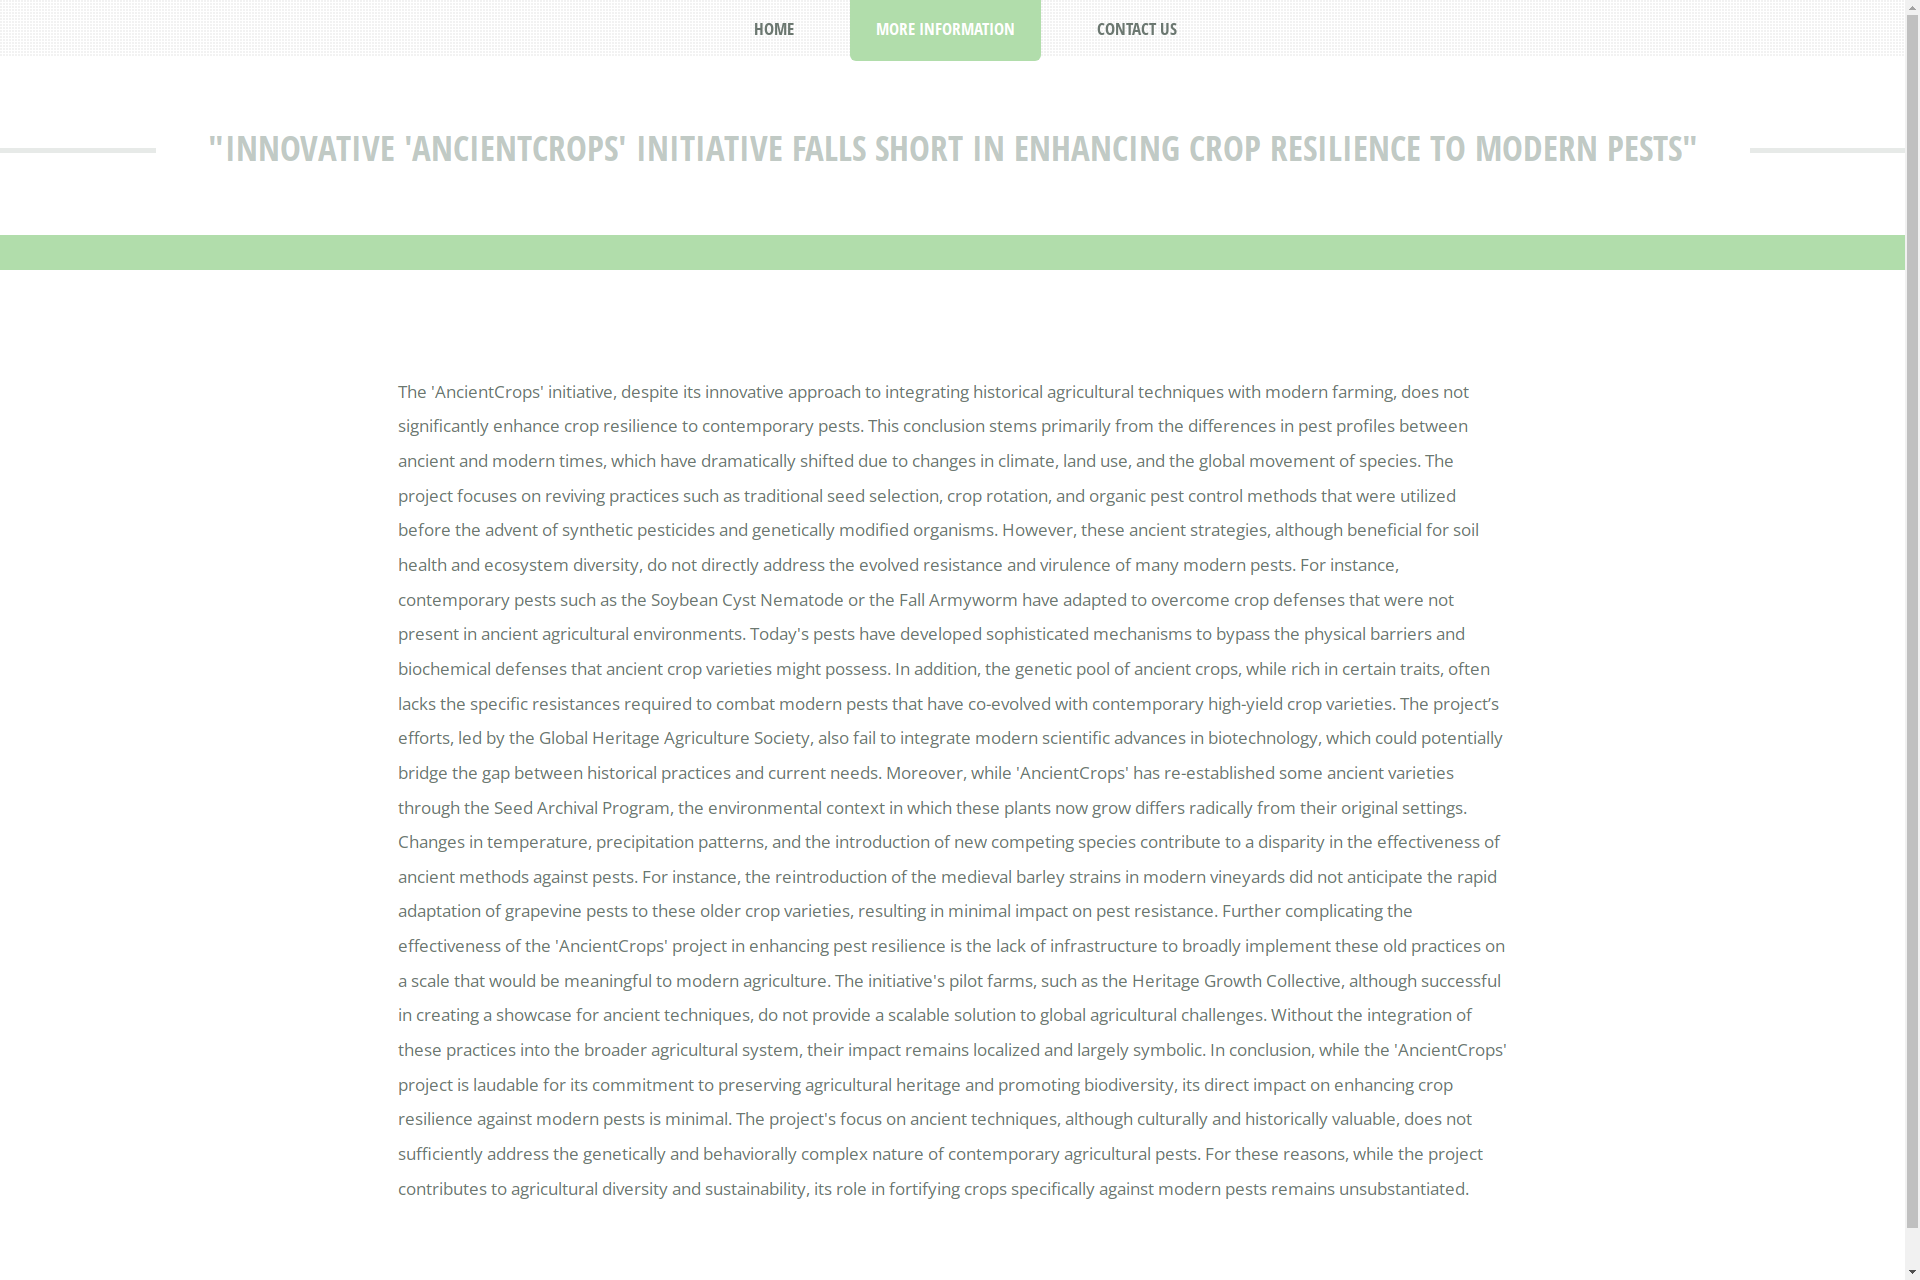 HOME
MORE INFORMATION
CONTACT US
"INNOVATIVE 'ANCIENTCROPS' INITIATIVE FALLS SHORT IN ENHANCING CROP RESILIENCE TO MODERN PESTS"
The 'AncientCrops' initiative, despite its innovative approach to integrating historical agricultural techniques with modern farming, does not
significantly enhance crop resilience to contemporary pests. This conclusion stems primarily from the differences in pest profiles between
ancient and modern times, which have dramatically shifted due to changes in climate, land use, and the global movement of species. The
project focuses on reviving practices such as traditional seed selection, crop rotation, and organic pest control methods that were utilized
before the advent of synthetic pesticides and genetically modified organisms. However, these ancient strategies, although beneficial for soil
health and ecosystem diversity, do not directly address the evolved resistance and virulence of many modern pests. For instance,
contemporary pests such as the Soybean Cyst Nematode or the Fall Armyworm have adapted to overcome crop defenses that were not
present in ancient agricultural environments. Today's pests have developed sophisticated mechanisms to bypass the physical barriers and
biochemical defenses that ancient crop varieties might possess. In addition, the genetic pool of ancient crops, while rich in certain traits, often
lacks the specific resistances required to combat modern pests that have co-evolved with contemporary high-yield crop varieties. The project’s
efforts, led by the Global Heritage Agriculture Society, also fail to integrate modern scientific advances in biotechnology, which could potentially
bridge the gap between historical practices and current needs. Moreover, while 'AncientCrops' has re-established some ancient varieties
through the Seed Archival Program, the environmental context in which these plants now grow differs radically from their original settings.
Changes in temperature, precipitation patterns, and the introduction of new competing species contribute to a disparity in the effectiveness of
ancient methods against pests. For instance, the reintroduction of the medieval barley strains in modern vineyards did not anticipate the rapid
adaptation of grapevine pests to these older crop varieties, resulting in minimal impact on pest resistance. Further complicating the
effectiveness of the 'AncientCrops' project in enhancing pest resilience is the lack of infrastructure to broadly implement these old practices on
a scale that would be meaningful to modern agriculture. The initiative's pilot farms, such as the Heritage Growth Collective, although successful
in creating a showcase for ancient techniques, do not provide a scalable solution to global agricultural challenges. Without the integration of
these practices into the broader agricultural system, their impact remains localized and largely symbolic. In conclusion, while the 'AncientCrops'
project is laudable for its commitment to preserving agricultural heritage and promoting biodiversity, its direct impact on enhancing crop
resilience against modern pests is minimal. The project's focus on ancient techniques, although culturally and historically valuable, does not
sufficiently address the genetically and behaviorally complex nature of contemporary agricultural pests. For these reasons, while the project
contributes to agricultural diversity and sustainability, its role in fortifying crops specifically against modern pests remains unsubstantiated.